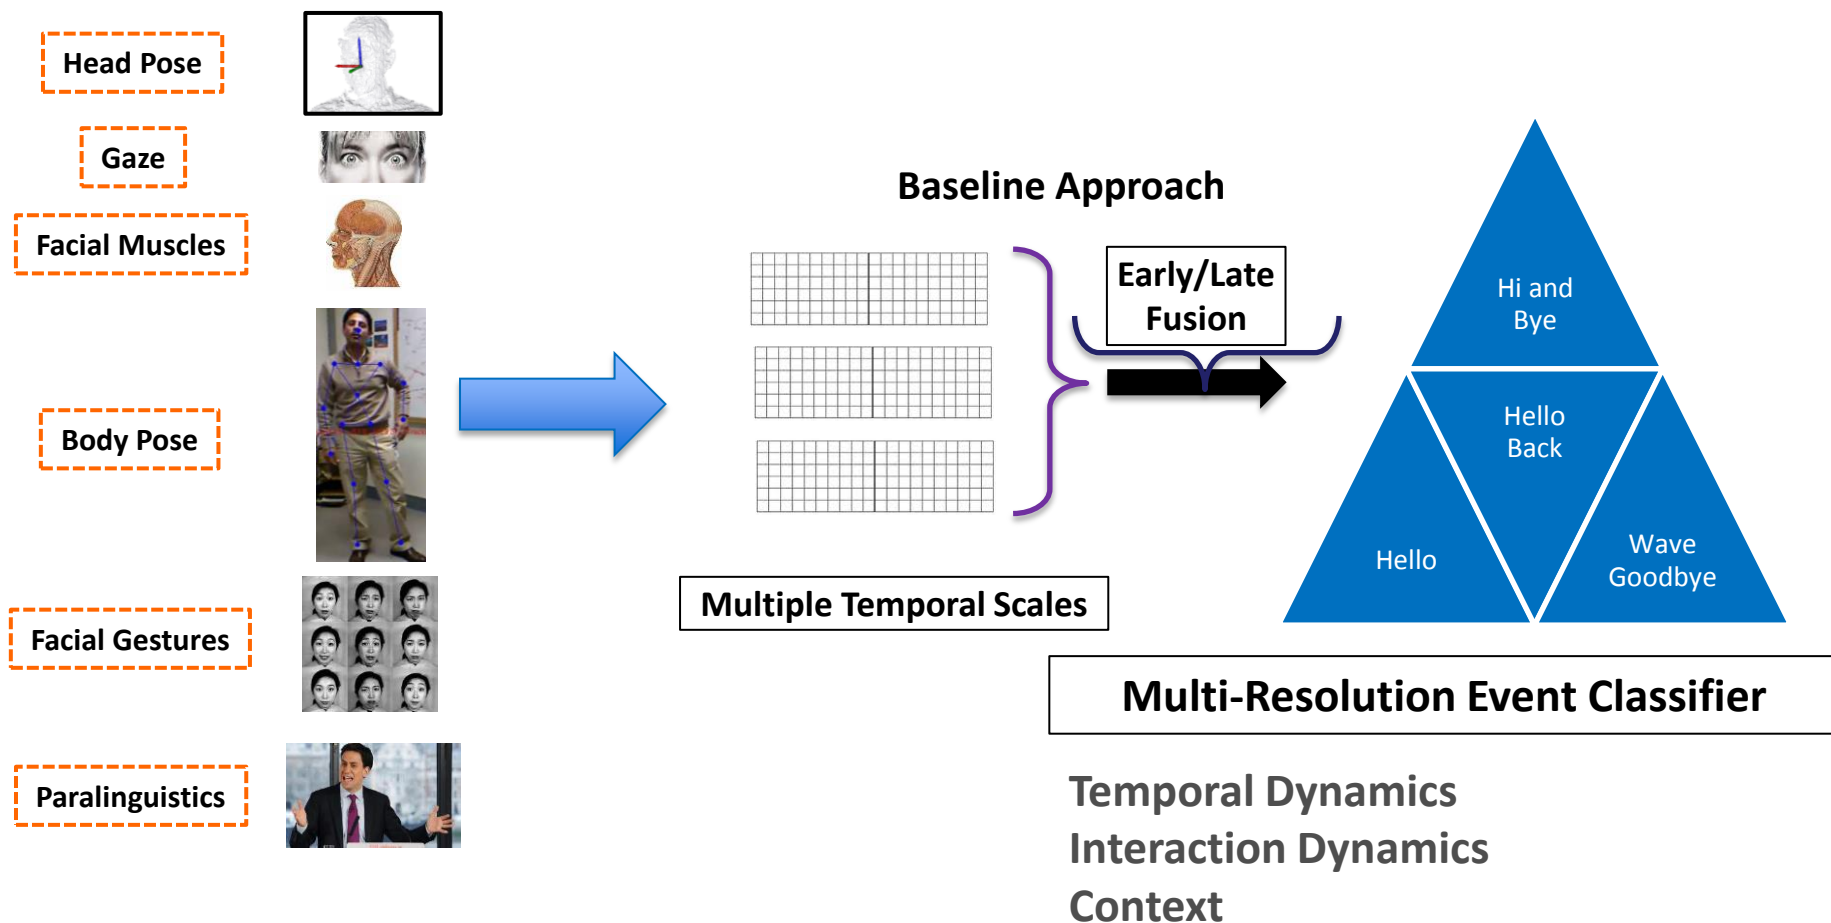 Head Pose
Gaze
Facial Muscles
Body Pose
Facial Gestures
Paralinguistics
Baseline Approach
Early/Late
Fusion
Multiple Temporal Scales
Hi and
Bye
Hello
Back
Hello
Wave
Goodbye
Multi-Resolution Event Classifier
Temporal Dynamics
Interaction Dynamics
Context